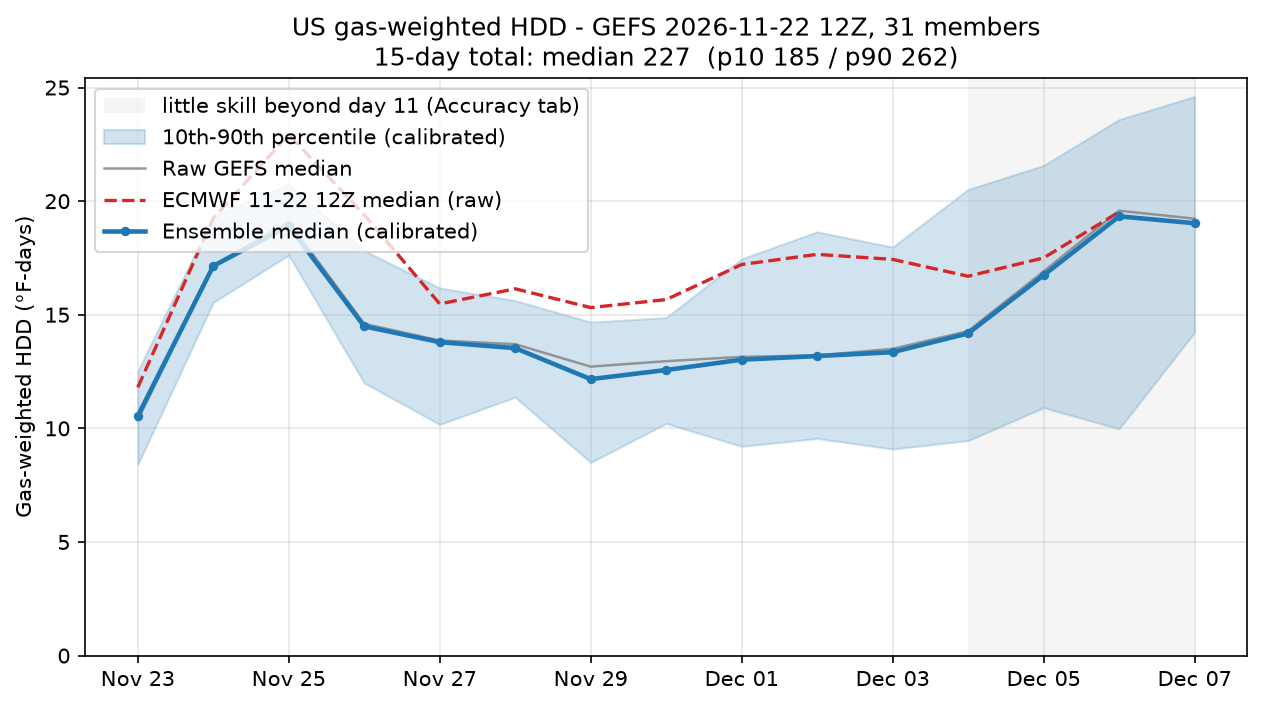 US gas-weighted HDD - GEFS 2026-11-22 12Z, 31 members
15-day total: median 227  (p10 185 / p90 262)
25
20
15
10
5
0
Gas-weighted HDD (°F-days)
little skill beyond day 11 (Accuracy tab)
10th-90th percentile (calibrated)
Raw GEFS median
ECMWF 11-22 12Z median (raw)
Ensemble median (calibrated)
Nov 23
Nov 25
Nov 27
Nov 29
Dec 01
Dec 03
Dec 05
Dec 07